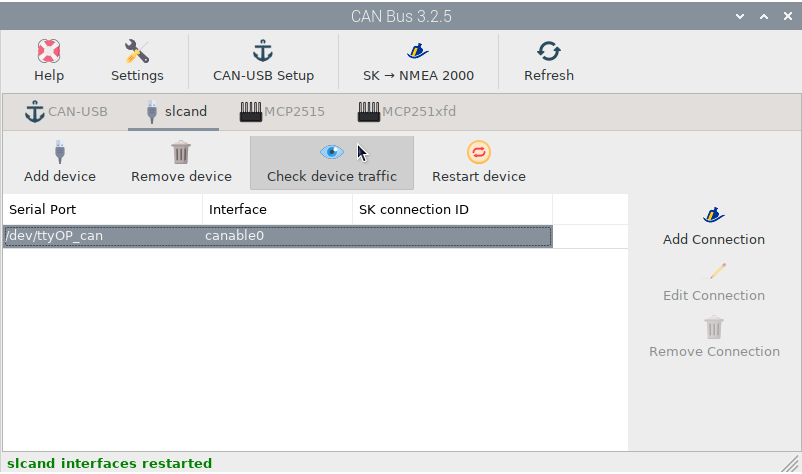 CAN Bus 3.2.5
Help Settings CAN-USB Setup SK → NMEA 2000 Refresh
CAN-USB slcand MCP2515 MCP251xfd
Add device Remove device Check device traffic Restart device
Serial Port Interface SK connection ID
/dev/ttyOP_can canable0
Add Connection
Edit Connection
Remove Connection
slcand interfaces restarted